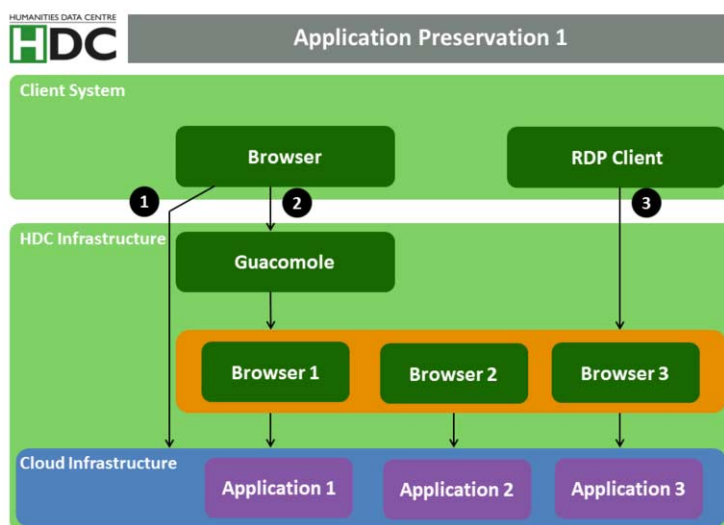 HUMANITIES DATA CENTRE
HDC
Application Preservation 1
Client System
Browser
RDP Client
1
2
3
HDC Infrastructure
Guacomole
Browser 1
Browser 2
Browser 3
Cloud Infrastructure
Application 1
Application 2
Application 3